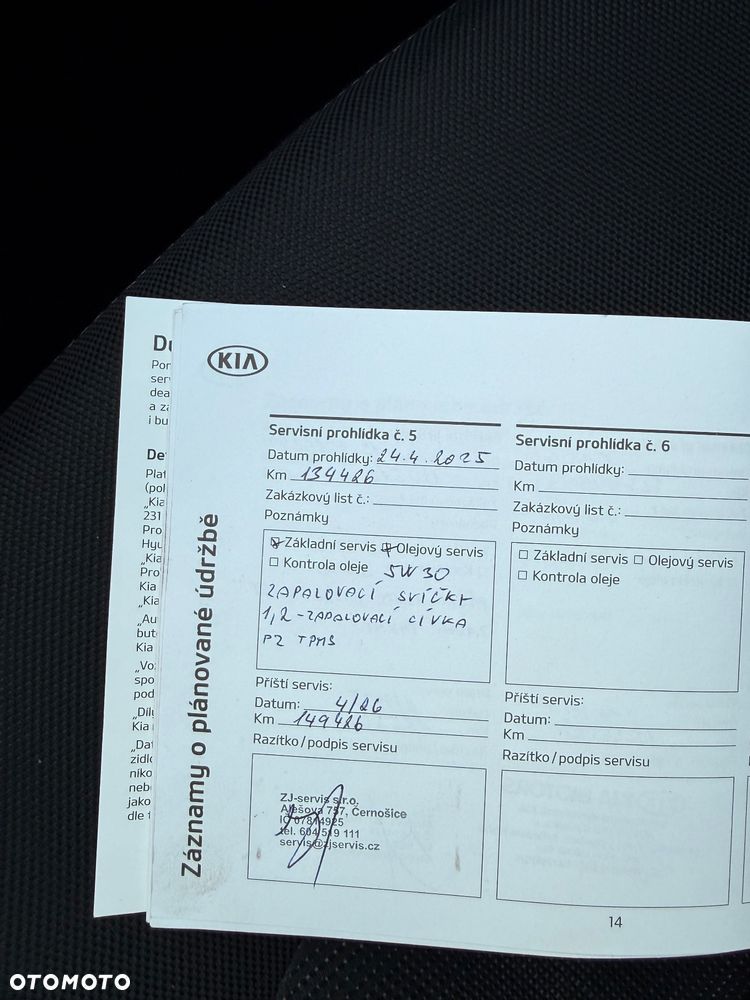 KIA
Záznamy o plánované údržbě
Servisní prohlídka č. 5
Datum prohlídky: 24.4.2025
Km 134426
Zakázkový list č.:
Poznámky
Základní servis Olejový servis
Kontrola oleje 5W30
ZAPALOVACÍ SVÍČKY
1,2-ZAPALOVACÍ CÍVKA
PZ TPMS
Příští servis:
Datum: 4/26
Km 149426
Razítko/podpis servisu
ZJ-servis s.r.o.
Alešova 757, Černošice
IČ 07814925
tel. 604 519 111
servis@zjservis.cz
Servisní prohlídka č. 6
Datum prohlídky:
Km
Zakázkový list č.:
Poznámky
Základní servis Olejový servis
Kontrola oleje
Příští servis:
Datum:
Km
Razítko/podpis servisu
14
OTOMOTO